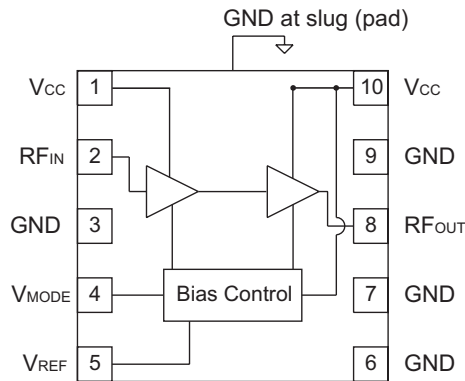 GND at slug (pad)
VCC 1 10 VCC
RFIN 2 9 GND
GND 3 8 RFOUT
VMODE 4 Bias Control 7 GND
VREF 5 6 GND